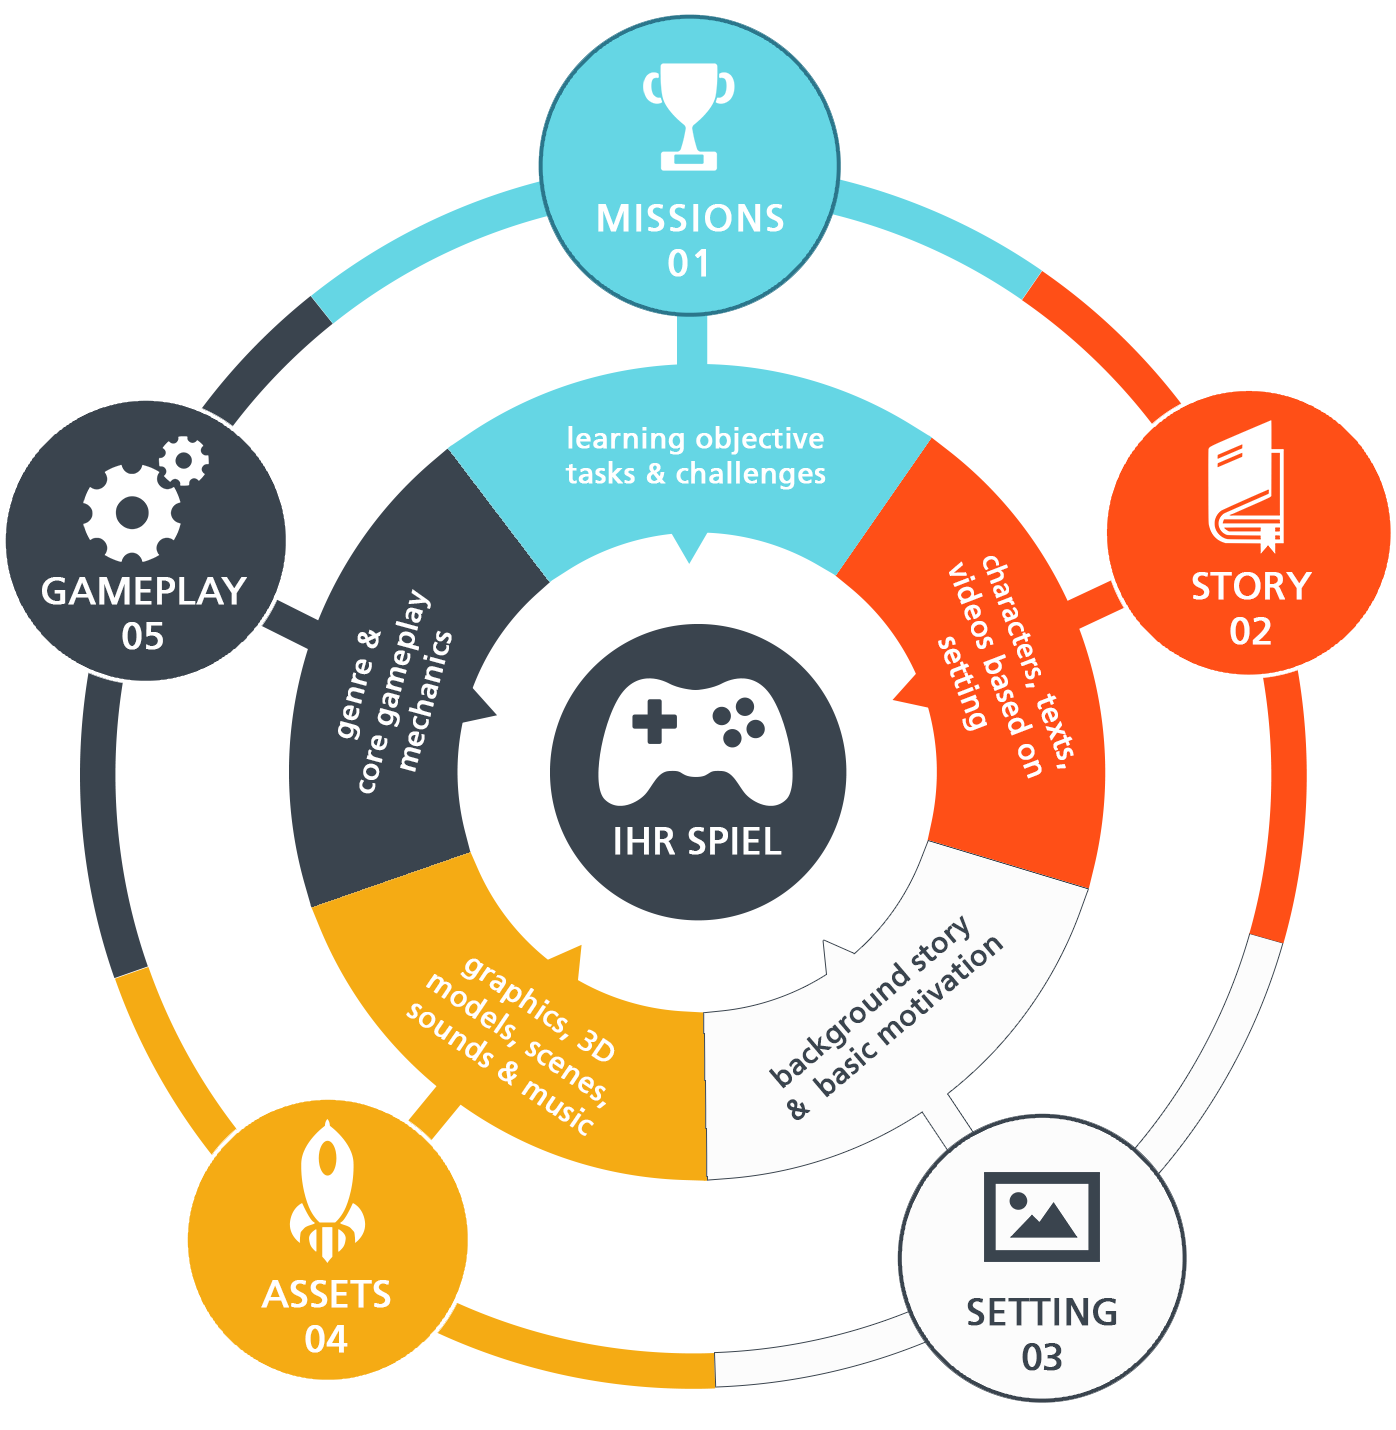 MISSIONS
01
learning objective
tasks & challenges
STORY
02
characters, texts,
videos based on
setting
SETTING
03
background story
& basic motivation
ASSETS
04
graphics, 3D
models, scenes,
sounds & music
GAMEPLAY
05
genre &
core gameplay
mechanics
IHR SPIEL